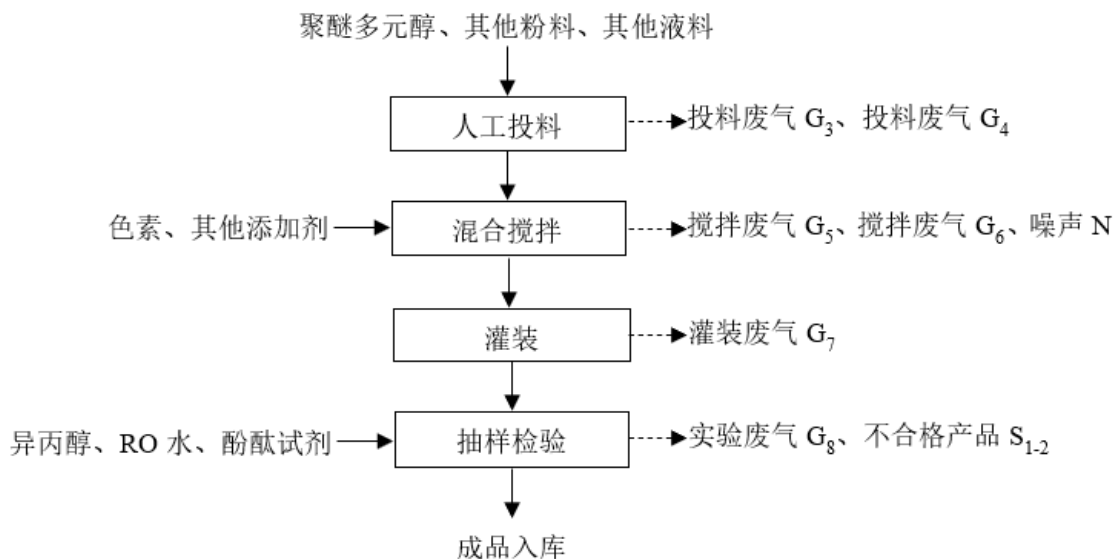 聚醚多元醇、其他粉料、其他液料
人工投料
投料废气 G3、投料废气 G4
色素、其他添加剂
混合搅拌
搅拌废气 G5、搅拌废气 G6、噪声 N
灌装
灌装废气 G7
异丙醇、RO 水、酚酞试剂
抽样检验
实验废气 G8、不合格产品 S1-2
成品入库